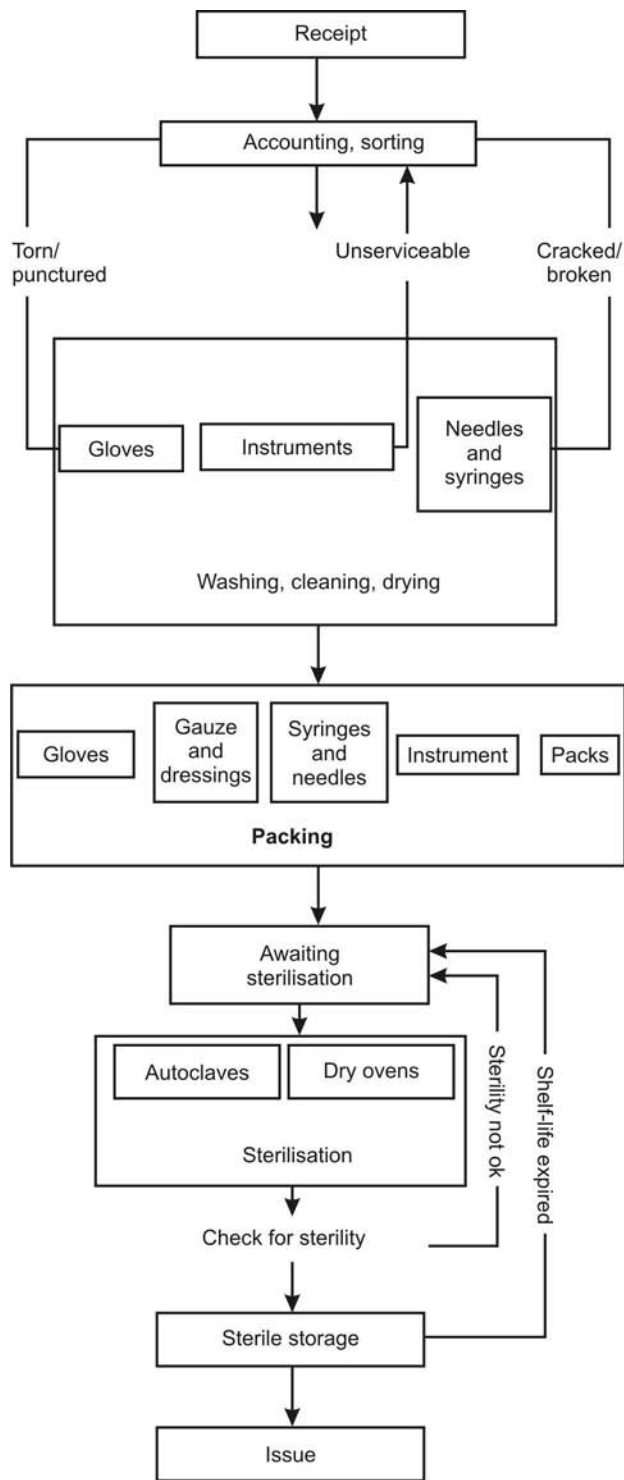 Receipt
Accounting, sorting
Torn/
punctured
Unserviceable
Cracked/
broken
Gloves
Instruments
Needles
and
syringes
Washing, cleaning, drying
Gloves
Gauze
and
dressings
Syringes
and
needles
Instrument
Packs
Packing
Awaiting
sterilisation
Autoclaves
Dry ovens
Sterilisation
Sterility not ok
Shelf-life expired
Check for sterility
Sterile storage
Issue